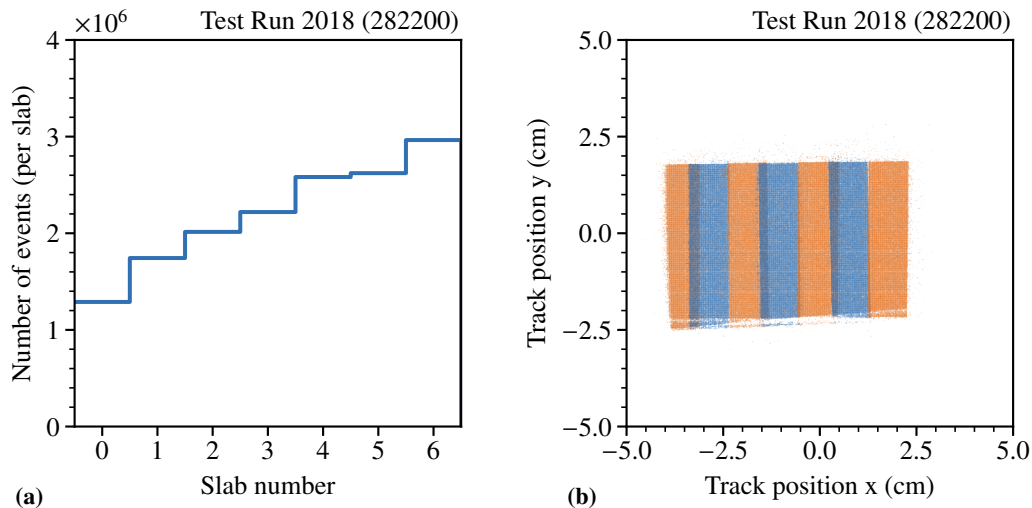 ×10⁶ Test Run 2018 (282200)
4
3
2
1
0
Number of events (per slab)
0 1 2 3 4 5 6
Slab number
(a)
Test Run 2018 (282200)
5.0
2.5
0.0
−2.5
−5.0
Track position y (cm)
−5.0 −2.5 0.0 2.5 5.0
Track position x (cm)
(b)